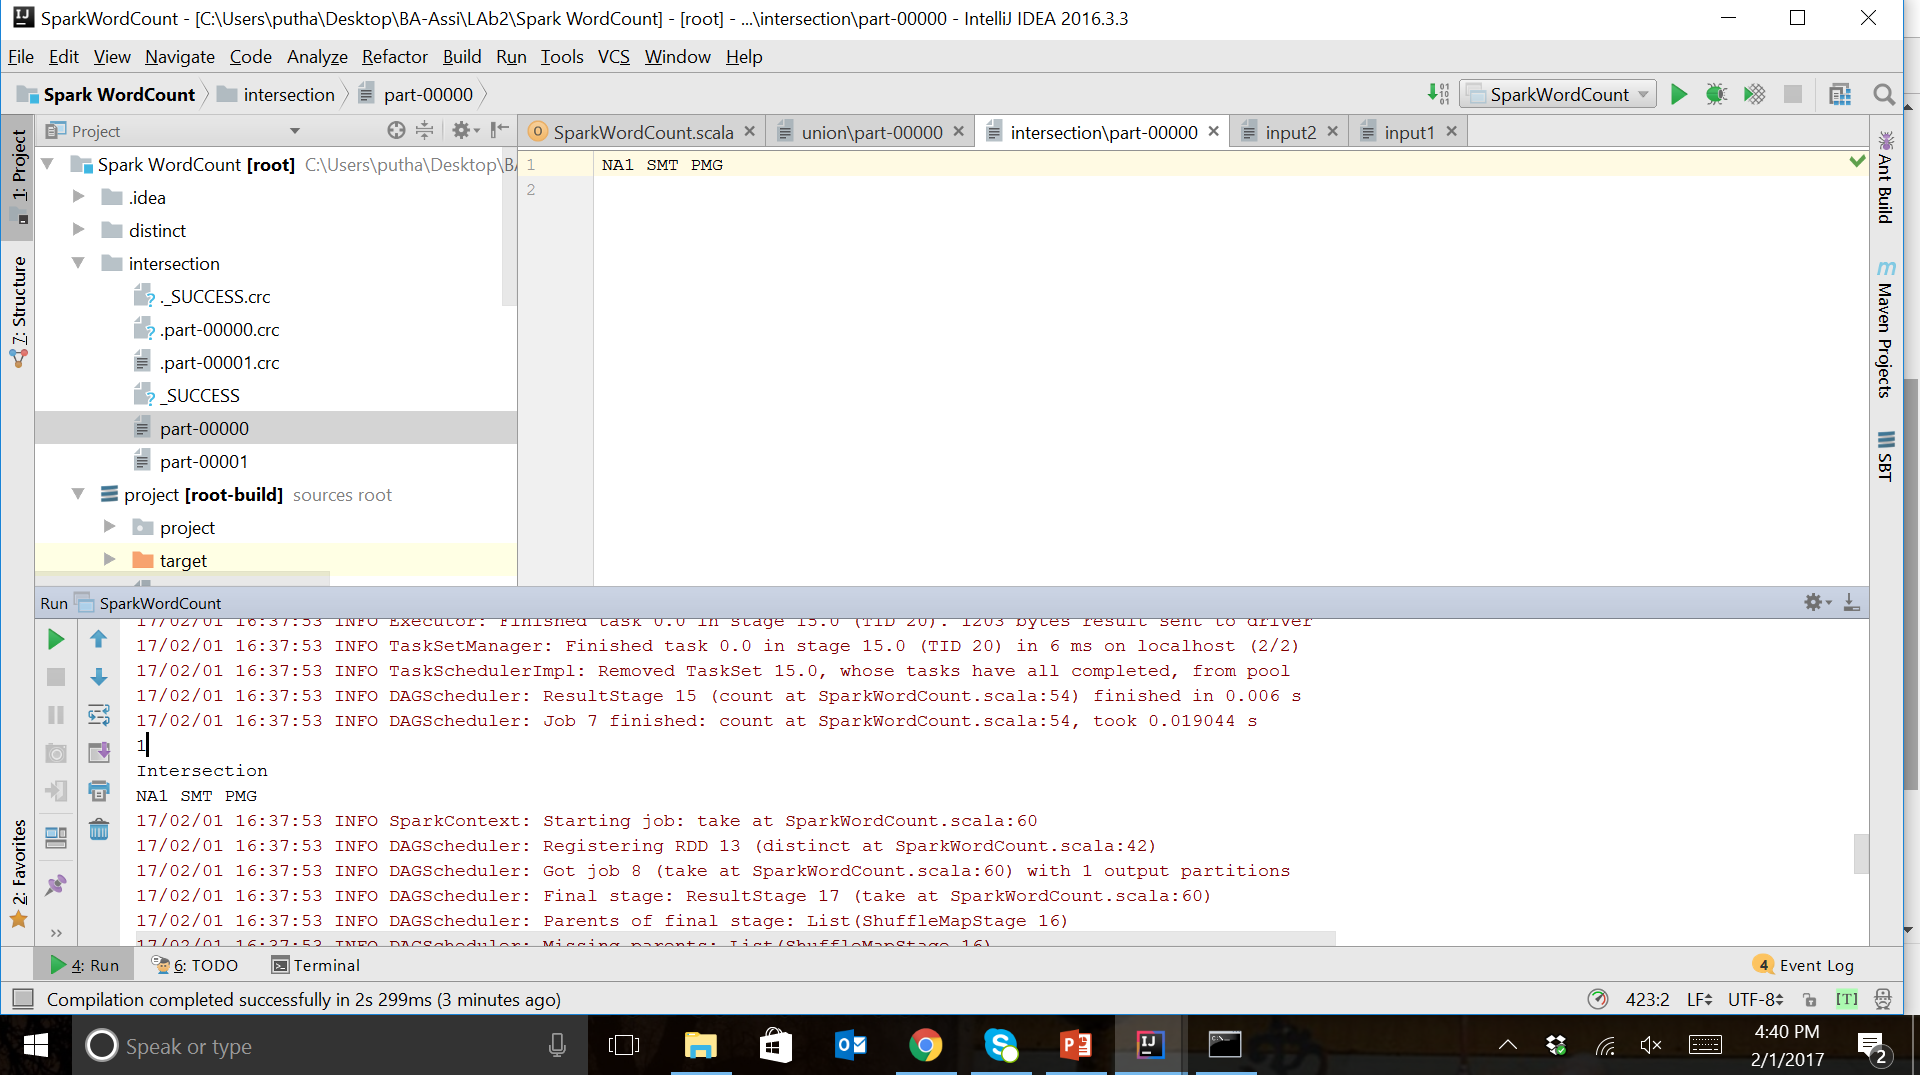 SparkWordCount - [C:\Users\putha\Desktop\BA-Assi\LAb2\Spark WordCount] - [root] - ...\intersection\part-00000 - IntelliJ IDEA 2016.3.3
File Edit View Navigate Code Analyze Refactor Build Run Tools VCS Window Help
Spark WordCount intersection part-00000 SparkWordCount
Project SparkWordCount.scala union\part-00000 intersection\part-00000 input2 input1
1: Project
7: Structure
2: Favorites
Spark WordCount [root] C:\Users\putha\Desktop\BA
.idea
distinct
intersection
._SUCCESS.crc
.part-00000.crc
.part-00001.crc
_SUCCESS
part-00000
part-00001
project [root-build] sources root
project
target
1 NA1 SMT PMG
2
Ant Build
Maven Projects
SBT
Run SparkWordCount
17/02/01 16:37:53 INFO Executor: Finished task 0.0 in stage 15.0 (TID 20). 1203 bytes result sent to driver
17/02/01 16:37:53 INFO TaskSetManager: Finished task 0.0 in stage 15.0 (TID 20) in 6 ms on localhost (2/2)
17/02/01 16:37:53 INFO TaskSchedulerImpl: Removed TaskSet 15.0, whose tasks have all completed, from pool
17/02/01 16:37:53 INFO DAGScheduler: ResultStage 15 (count at SparkWordCount.scala:54) finished in 0.006 s
17/02/01 16:37:53 INFO DAGScheduler: Job 7 finished: count at SparkWordCount.scala:54, took 0.019044 s
1
Intersection
NA1 SMT PMG
17/02/01 16:37:53 INFO SparkContext: Starting job: take at SparkWordCount.scala:60
17/02/01 16:37:53 INFO DAGScheduler: Registering RDD 13 (distinct at SparkWordCount.scala:42)
17/02/01 16:37:53 INFO DAGScheduler: Got job 8 (take at SparkWordCount.scala:60) with 1 output partitions
17/02/01 16:37:53 INFO DAGScheduler: Final stage: ResultStage 17 (take at SparkWordCount.scala:60)
17/02/01 16:37:53 INFO DAGScheduler: Parents of final stage: List(ShuffleMapStage 16)
17/02/01 16:37:53 INFO DAGScheduler: Missing parents: List(ShuffleMapStage 16)
4: Run 6: TODO Terminal 4 Event Log
Compilation completed successfully in 2s 299ms (3 minutes ago) 423:2 LF UTF-8 [T]
Speak or type
4:40 PM
2/1/2017
2